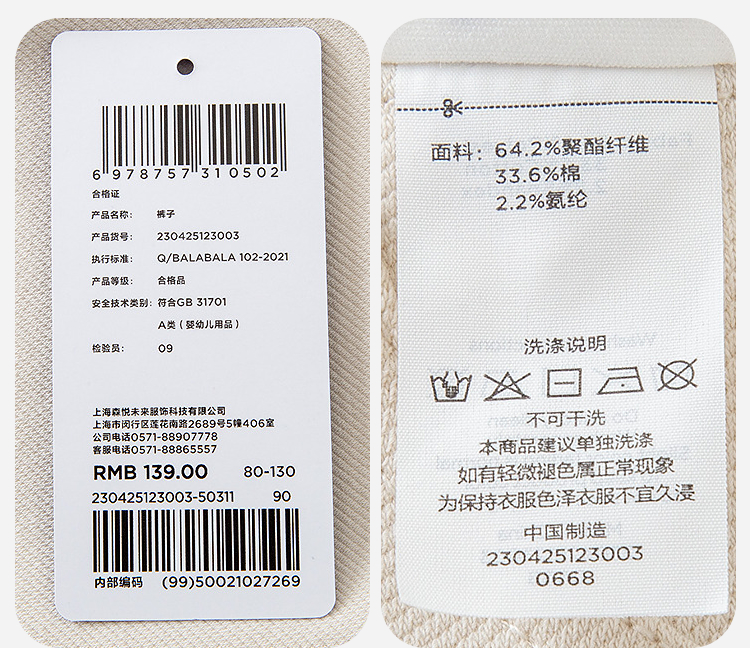 6 978757 310502
合格证
产品名称： 裤子
产品货号： 230425123003
执行标准： Q/BALABALA 102-2021
产品等级： 合格品
安全技术类别：符合GB 31701
A类（婴幼儿用品）
检验员： 09
上海森悦未来服饰科技有限公司
上海市闵行区莲花南路2689号5幢406室
公司电话0571-88907778
客服电话0571-88865557
RMB 139.00 80-130
230425123003-50311 90
内部编码 (99)50021027269
面料：64.2%聚酯纤维
33.6%棉
2.2%氨纶
洗涤说明
不可干洗
本商品建议单独洗涤
如有轻微褪色属正常现象
为保持衣服色泽衣服不宜久浸
中国制造
230425123003
0668